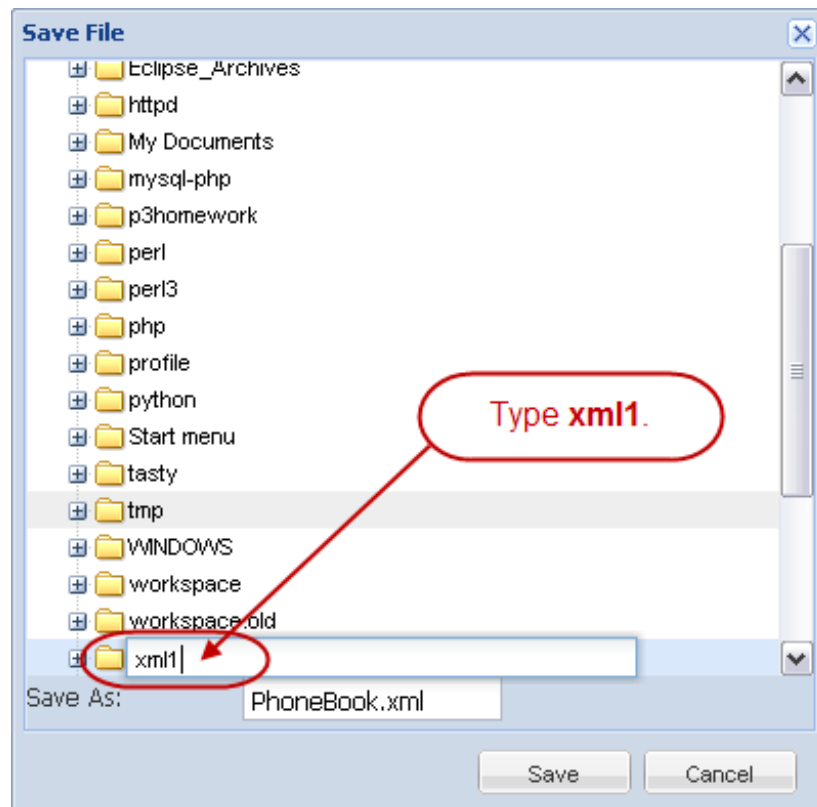 Save File
Eclipse_Archives
httpd
My Documents
mysql-php
p3homework
perl
perl3
php
profile
python
Type xml1.
Start menu
tasty
tmp
WINDOWS
workspace
workspace.old
xml1
Save As: PhoneBook.xml
Save Cancel